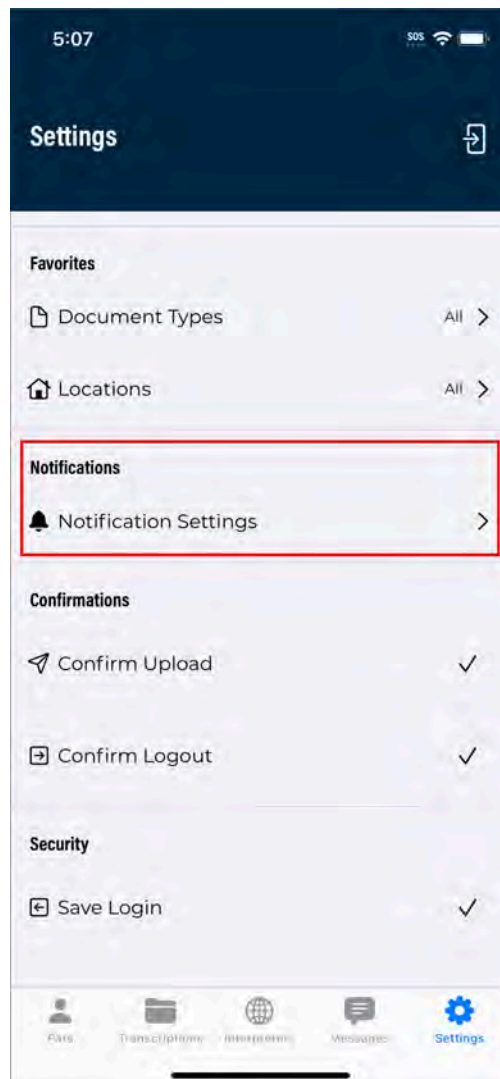 5:07 SOS
Settings
Favorites
Document Types All
Locations All
Notifications
Notification Settings
Confirmations
Confirm Upload
Confirm Logout
Security
Save Login
Transcriptions Messages Settings